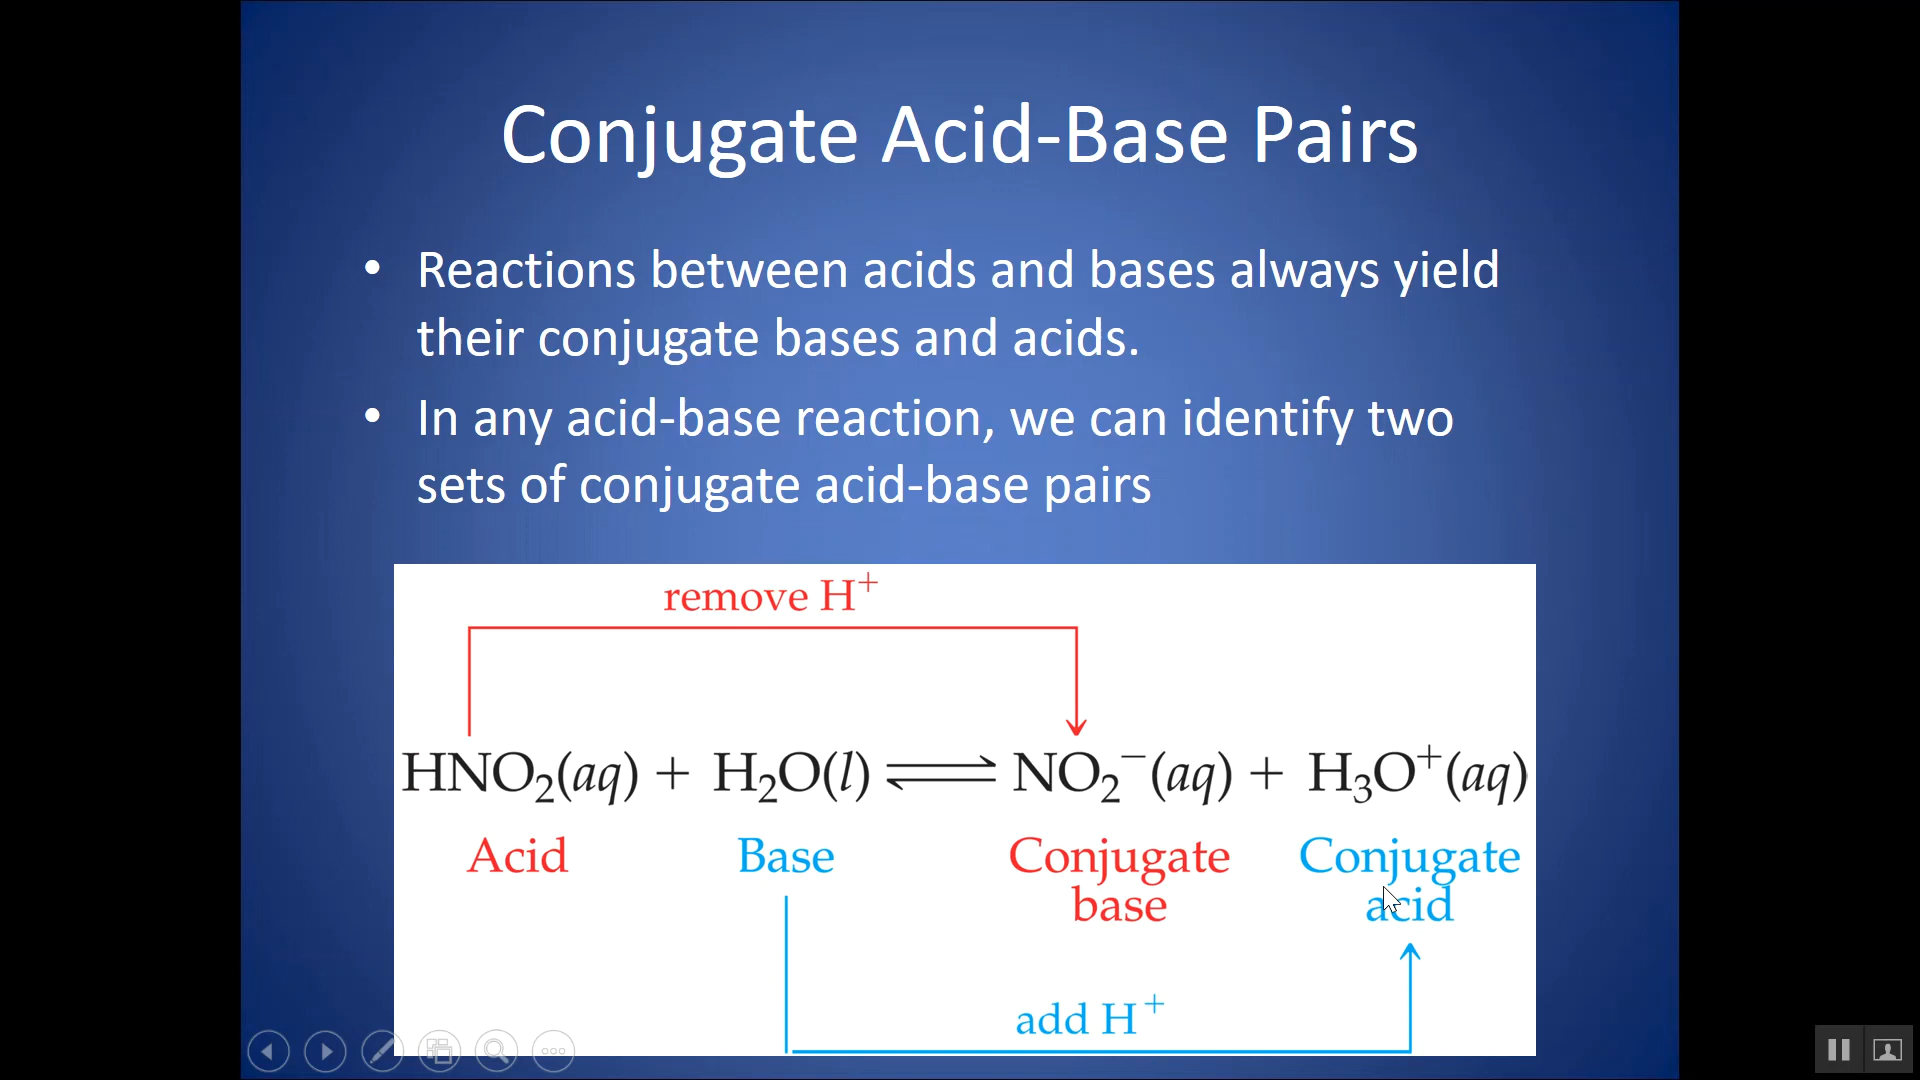 Conjugate Acid-Base Pairs
• Reactions between acids and bases always yield
their conjugate bases and acids.
• In any acid-base reaction, we can identify two
sets of conjugate acid-base pairs
remove H⁺
HNO₂(aq) + H₂O(l) ⇌ NO₂⁻(aq) + H₃O⁺(aq)
Acid Base Conjugate base Conjugate acid
add H⁺